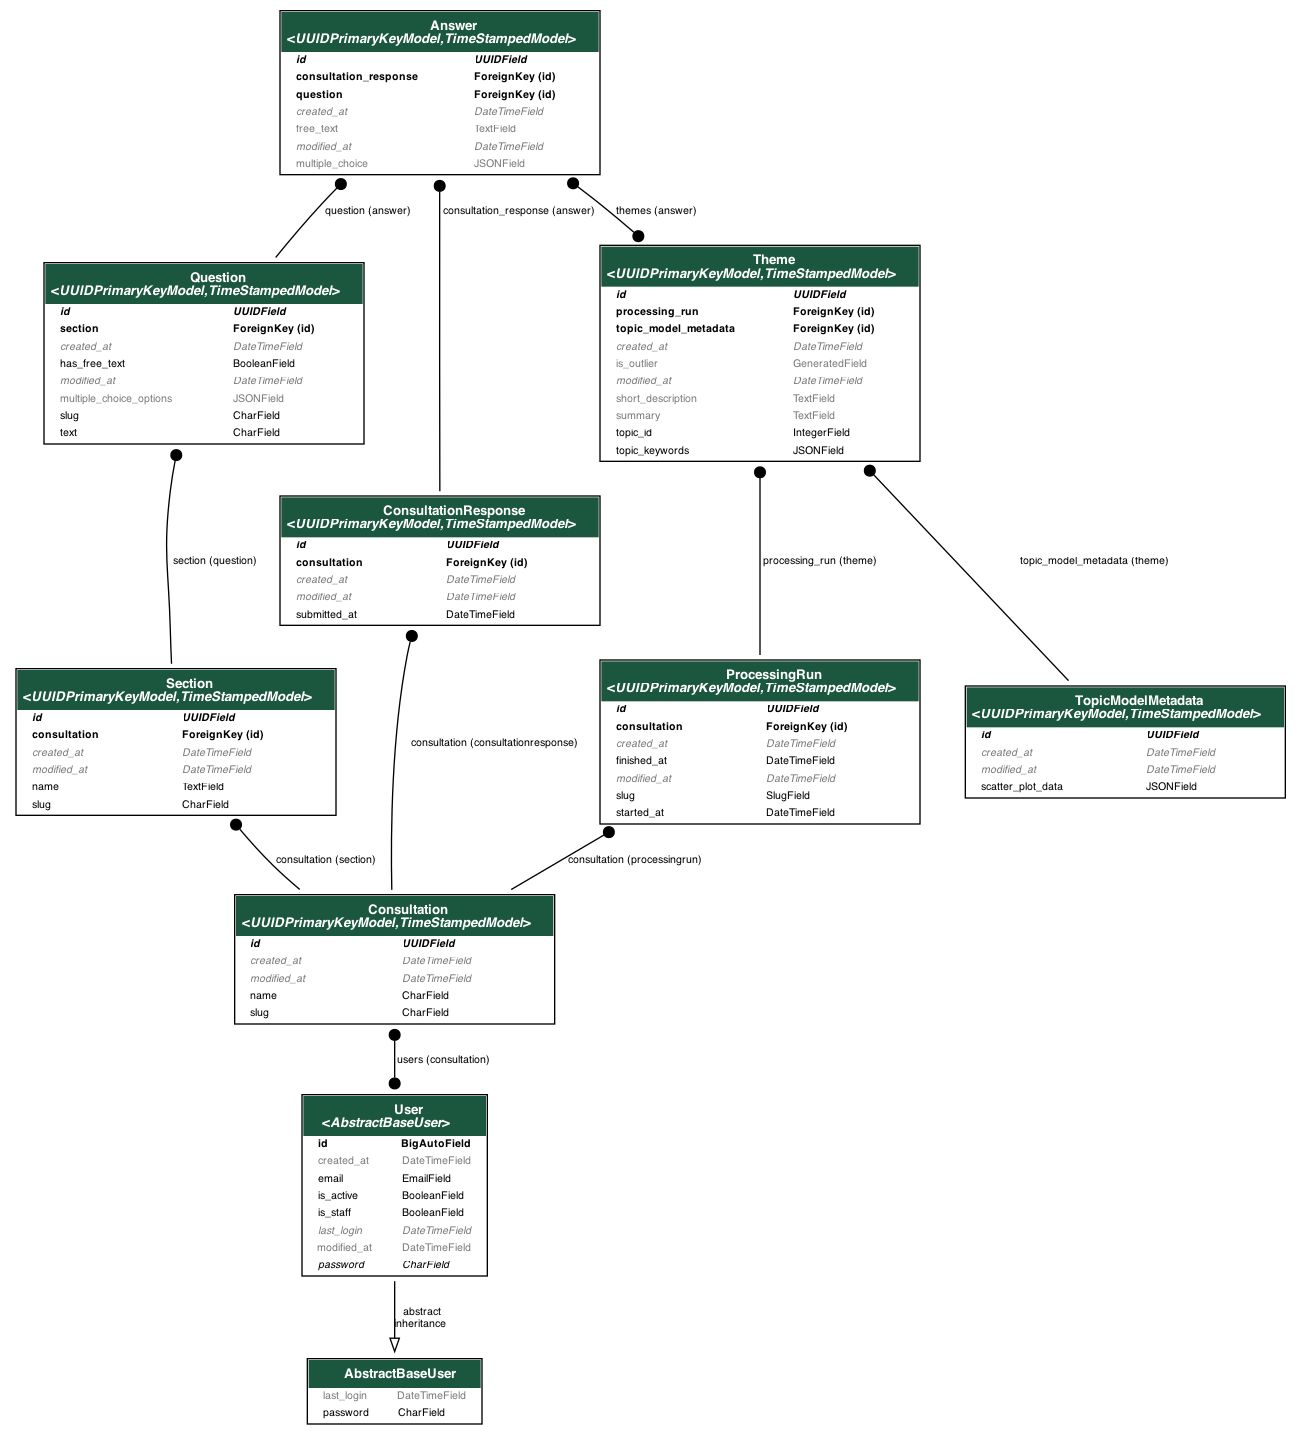 Answer
<UUIDPrimaryKeyModel,TimeStampedModel>
id UUIDField
consultation_response ForeignKey (id)
question ForeignKey (id)
created_at DateTimeField
free_text TextField
modified_at DateTimeField
multiple_choice JSONField
question (answer)
consultation_response (answer)
themes (answer)
Question
<UUIDPrimaryKeyModel,TimeStampedModel>
id UUIDField
section ForeignKey (id)
created_at DateTimeField
has_free_text BooleanField
modified_at DateTimeField
multiple_choice_options JSONField
slug CharField
text CharField
Theme
<UUIDPrimaryKeyModel,TimeStampedModel>
id UUIDField
processing_run ForeignKey (id)
topic_model_metadata ForeignKey (id)
created_at DateTimeField
is_outlier GeneratedField
modified_at DateTimeField
short_description TextField
summary TextField
topic_id IntegerField
topic_keywords JSONField
ConsultationResponse
<UUIDPrimaryKeyModel,TimeStampedModel>
id UUIDField
consultation ForeignKey (id)
created_at DateTimeField
modified_at DateTimeField
submitted_at DateTimeField
section (question)
processing_run (theme)
topic_model_metadata (theme)
Section
<UUIDPrimaryKeyModel,TimeStampedModel>
id UUIDField
consultation ForeignKey (id)
created_at DateTimeField
modified_at DateTimeField
name TextField
slug CharField
consultation (consultationresponse)
ProcessingRun
<UUIDPrimaryKeyModel,TimeStampedModel>
id UUIDField
consultation ForeignKey (id)
created_at DateTimeField
finished_at DateTimeField
modified_at DateTimeField
slug SlugField
started_at DateTimeField
TopicModelMetadata
<UUIDPrimaryKeyModel,TimeStampedModel>
id UUIDField
created_at DateTimeField
modified_at DateTimeField
scatter_plot_data JSONField
consultation (section)
consultation (processingrun)
Consultation
<UUIDPrimaryKeyModel,TimeStampedModel>
id UUIDField
created_at DateTimeField
modified_at DateTimeField
name CharField
slug CharField
users (consultation)
User
<AbstractBaseUser>
id BigAutoField
created_at DateTimeField
email EmailField
is_active BooleanField
is_staff BooleanField
last_login DateTimeField
modified_at DateTimeField
password CharField
abstract
inheritance
AbstractBaseUser
last_login DateTimeField
password CharField